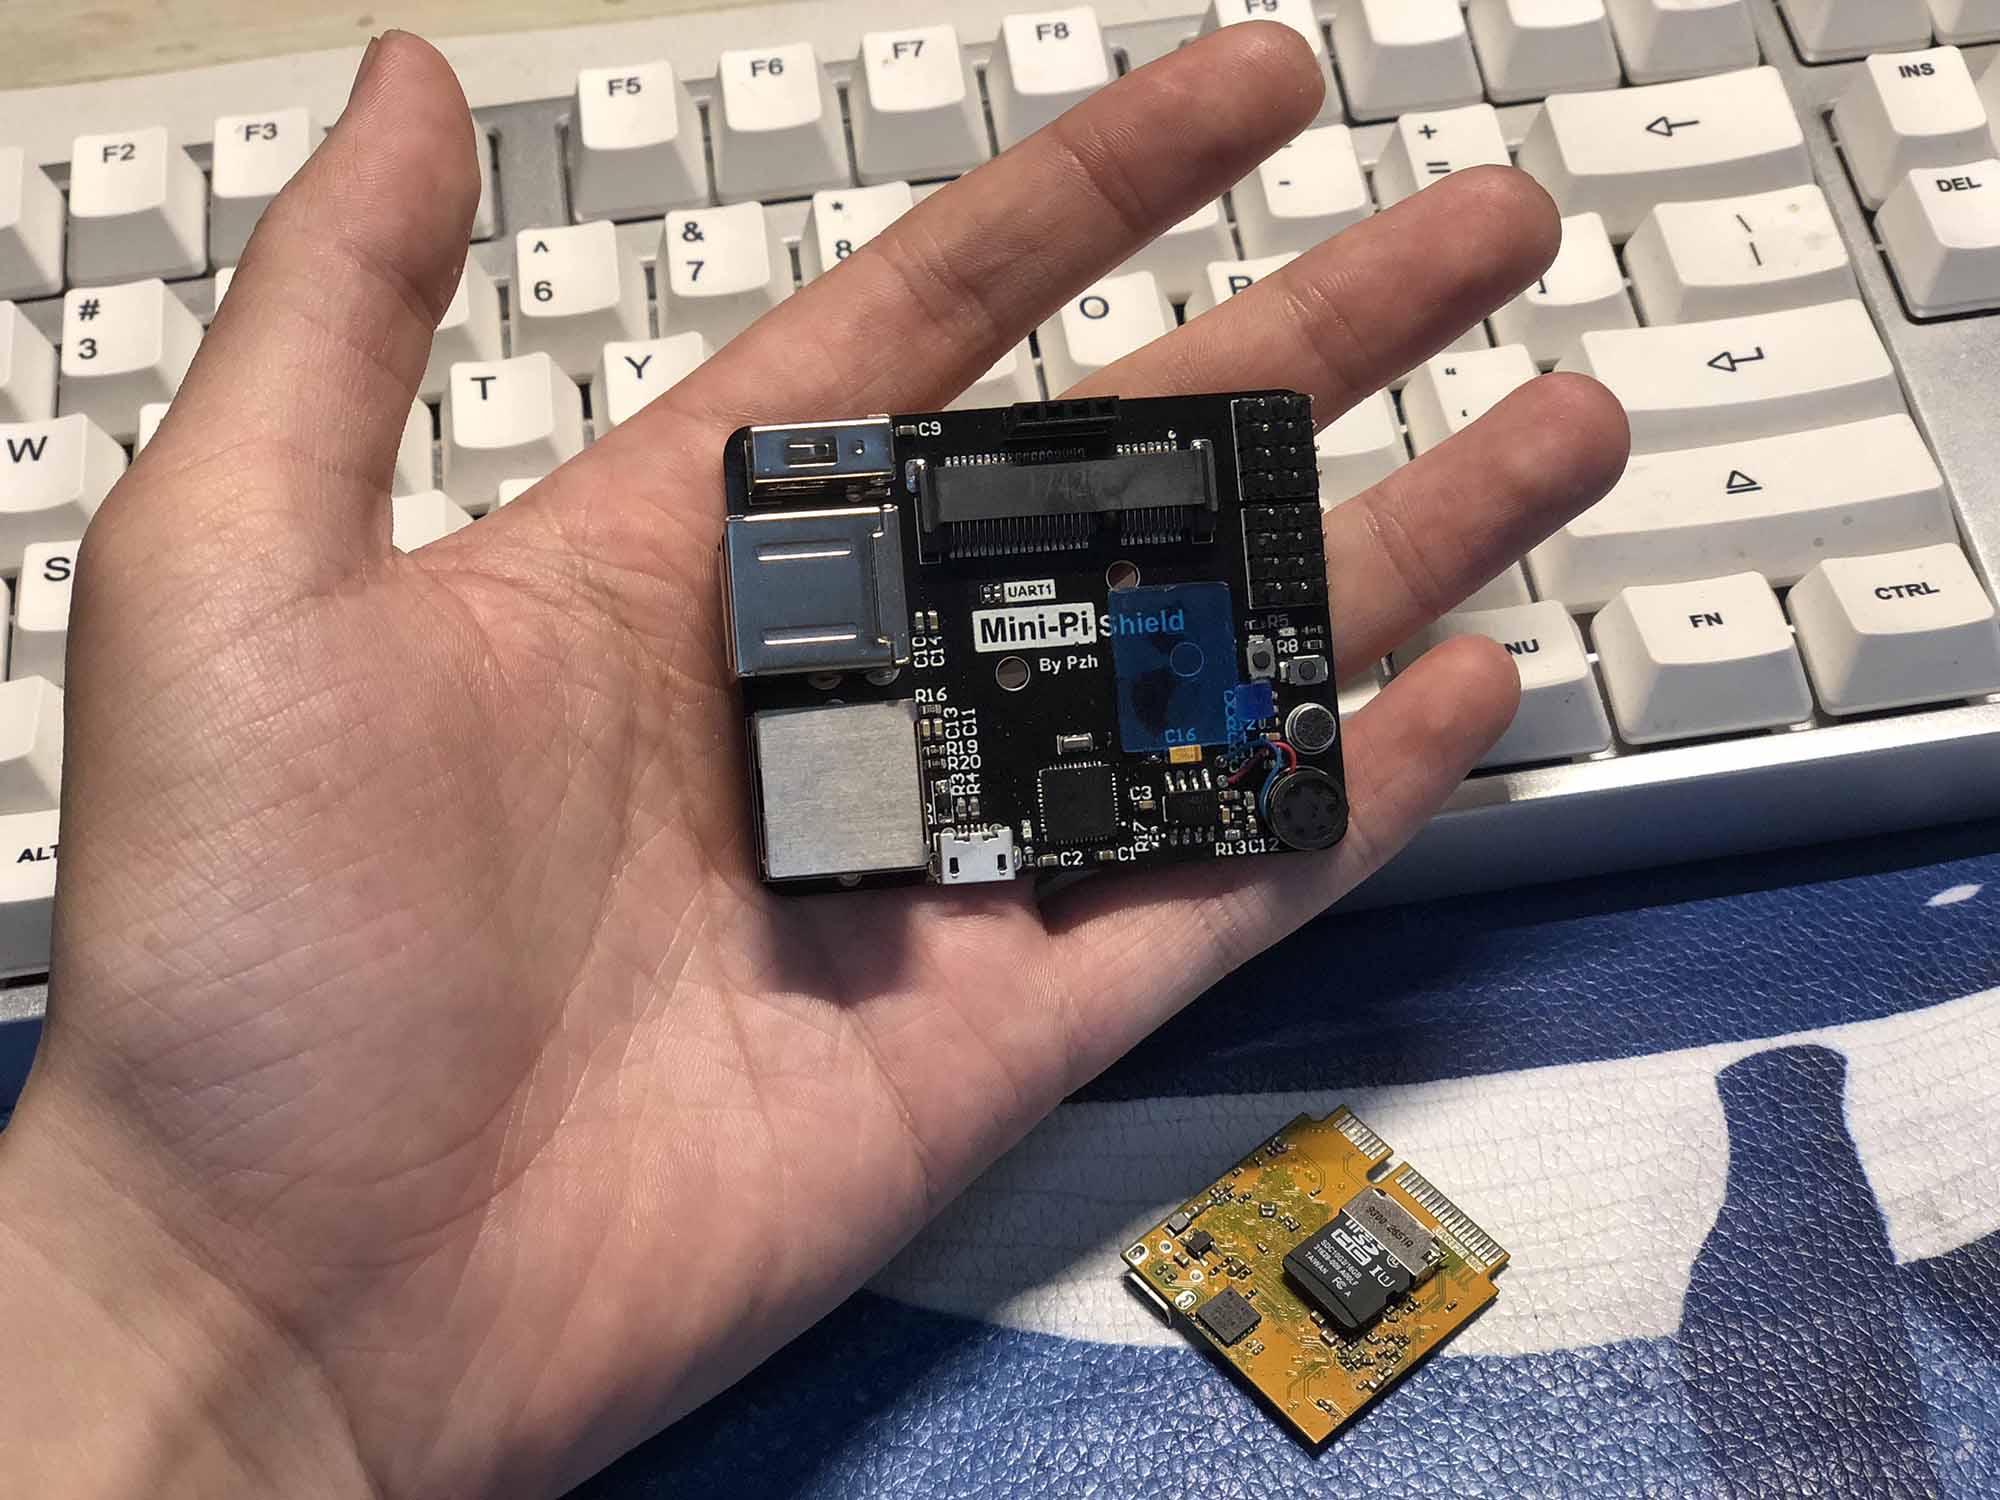 F2
F3
F5
F6
F7
F8
F9
INS
DEL
#
3
^
6
&
7
*
8
-
+
=
\
W
T
Y
O
S
ALT
FN
CTRL
C9
UART1
Mini-Pi Shield
By Pzh
C10
C14
R16
C13
C11
R19
R20
R3
R4
R5
R8
C16
C3
R17
C2
C1
R13
C12
TAIWAN